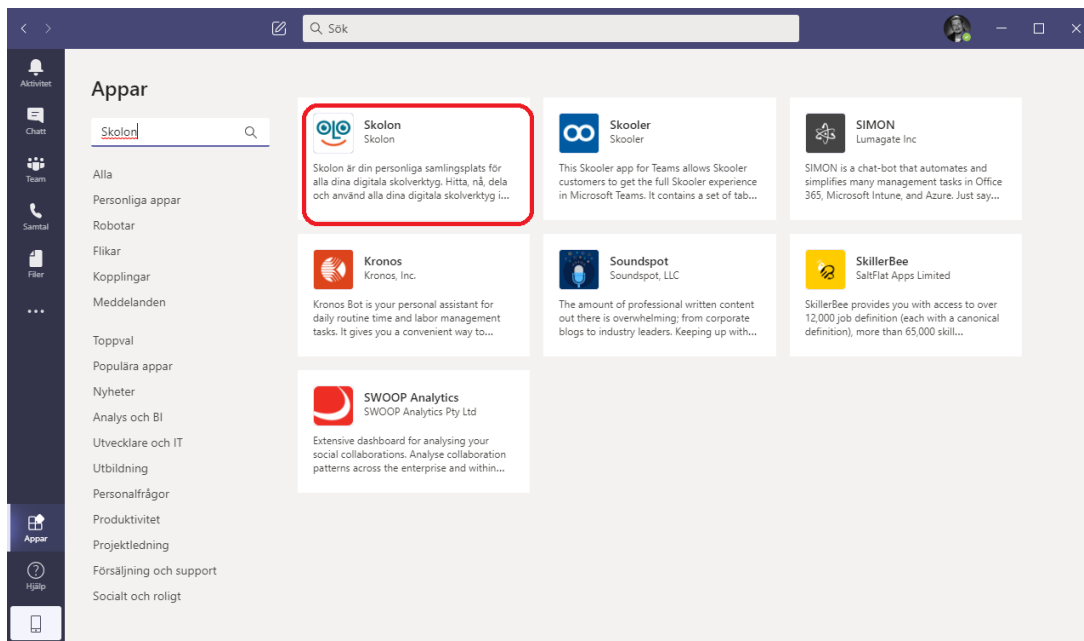 Sök
Aktivitet
Chatt
Team
Samtal
Filer
Appar
Hjälp
Appar
Skolon
Alla
Personliga appar
Robotar
Flikar
Kopplingar
Meddelanden
Toppval
Populära appar
Nyheter
Analys och BI
Utvecklare och IT
Utbildning
Personalfrågor
Produktivitet
Projektledning
Försäljning och support
Socialt och roligt
Skolon
Skolon
Skolon är din personliga samlingsplats för
alla dina digitala skolverktyg. Hitta, nå, dela
och använd alla dina digitala skolverktyg i...
Skooler
Skooler
This Skooler app for Teams allows Skooler
customers to get the full Skooler experience
in Microsoft Teams. It contains a set of tab...
SIMON
Lumagate Inc
SIMON is a chat-bot that automates and
simplifies many management tasks in Office
365, Microsoft Intune, and Azure. Just say...
Kronos
Kronos, Inc.
Kronos Bot is your personal assistant for
daily routine time and labor management
tasks. It gives you a convenient way to...
Soundspot
Soundspot, LLC
The amount of professional written content
out there is overwhelming; from corporate
blogs to industry leaders. Keeping up with...
SkillerBee
SaltFlat Apps Limited
SkillerBee provides you with access to over
12,000 job definition (each with a canonical
definition), more than 65,000 skill...
SWOOP Analytics
SWOOP Analytics Pty Ltd
Extensive dashboard for analysing your
social collaborations. Analyse collaboration
patterns across the enterprise and within...